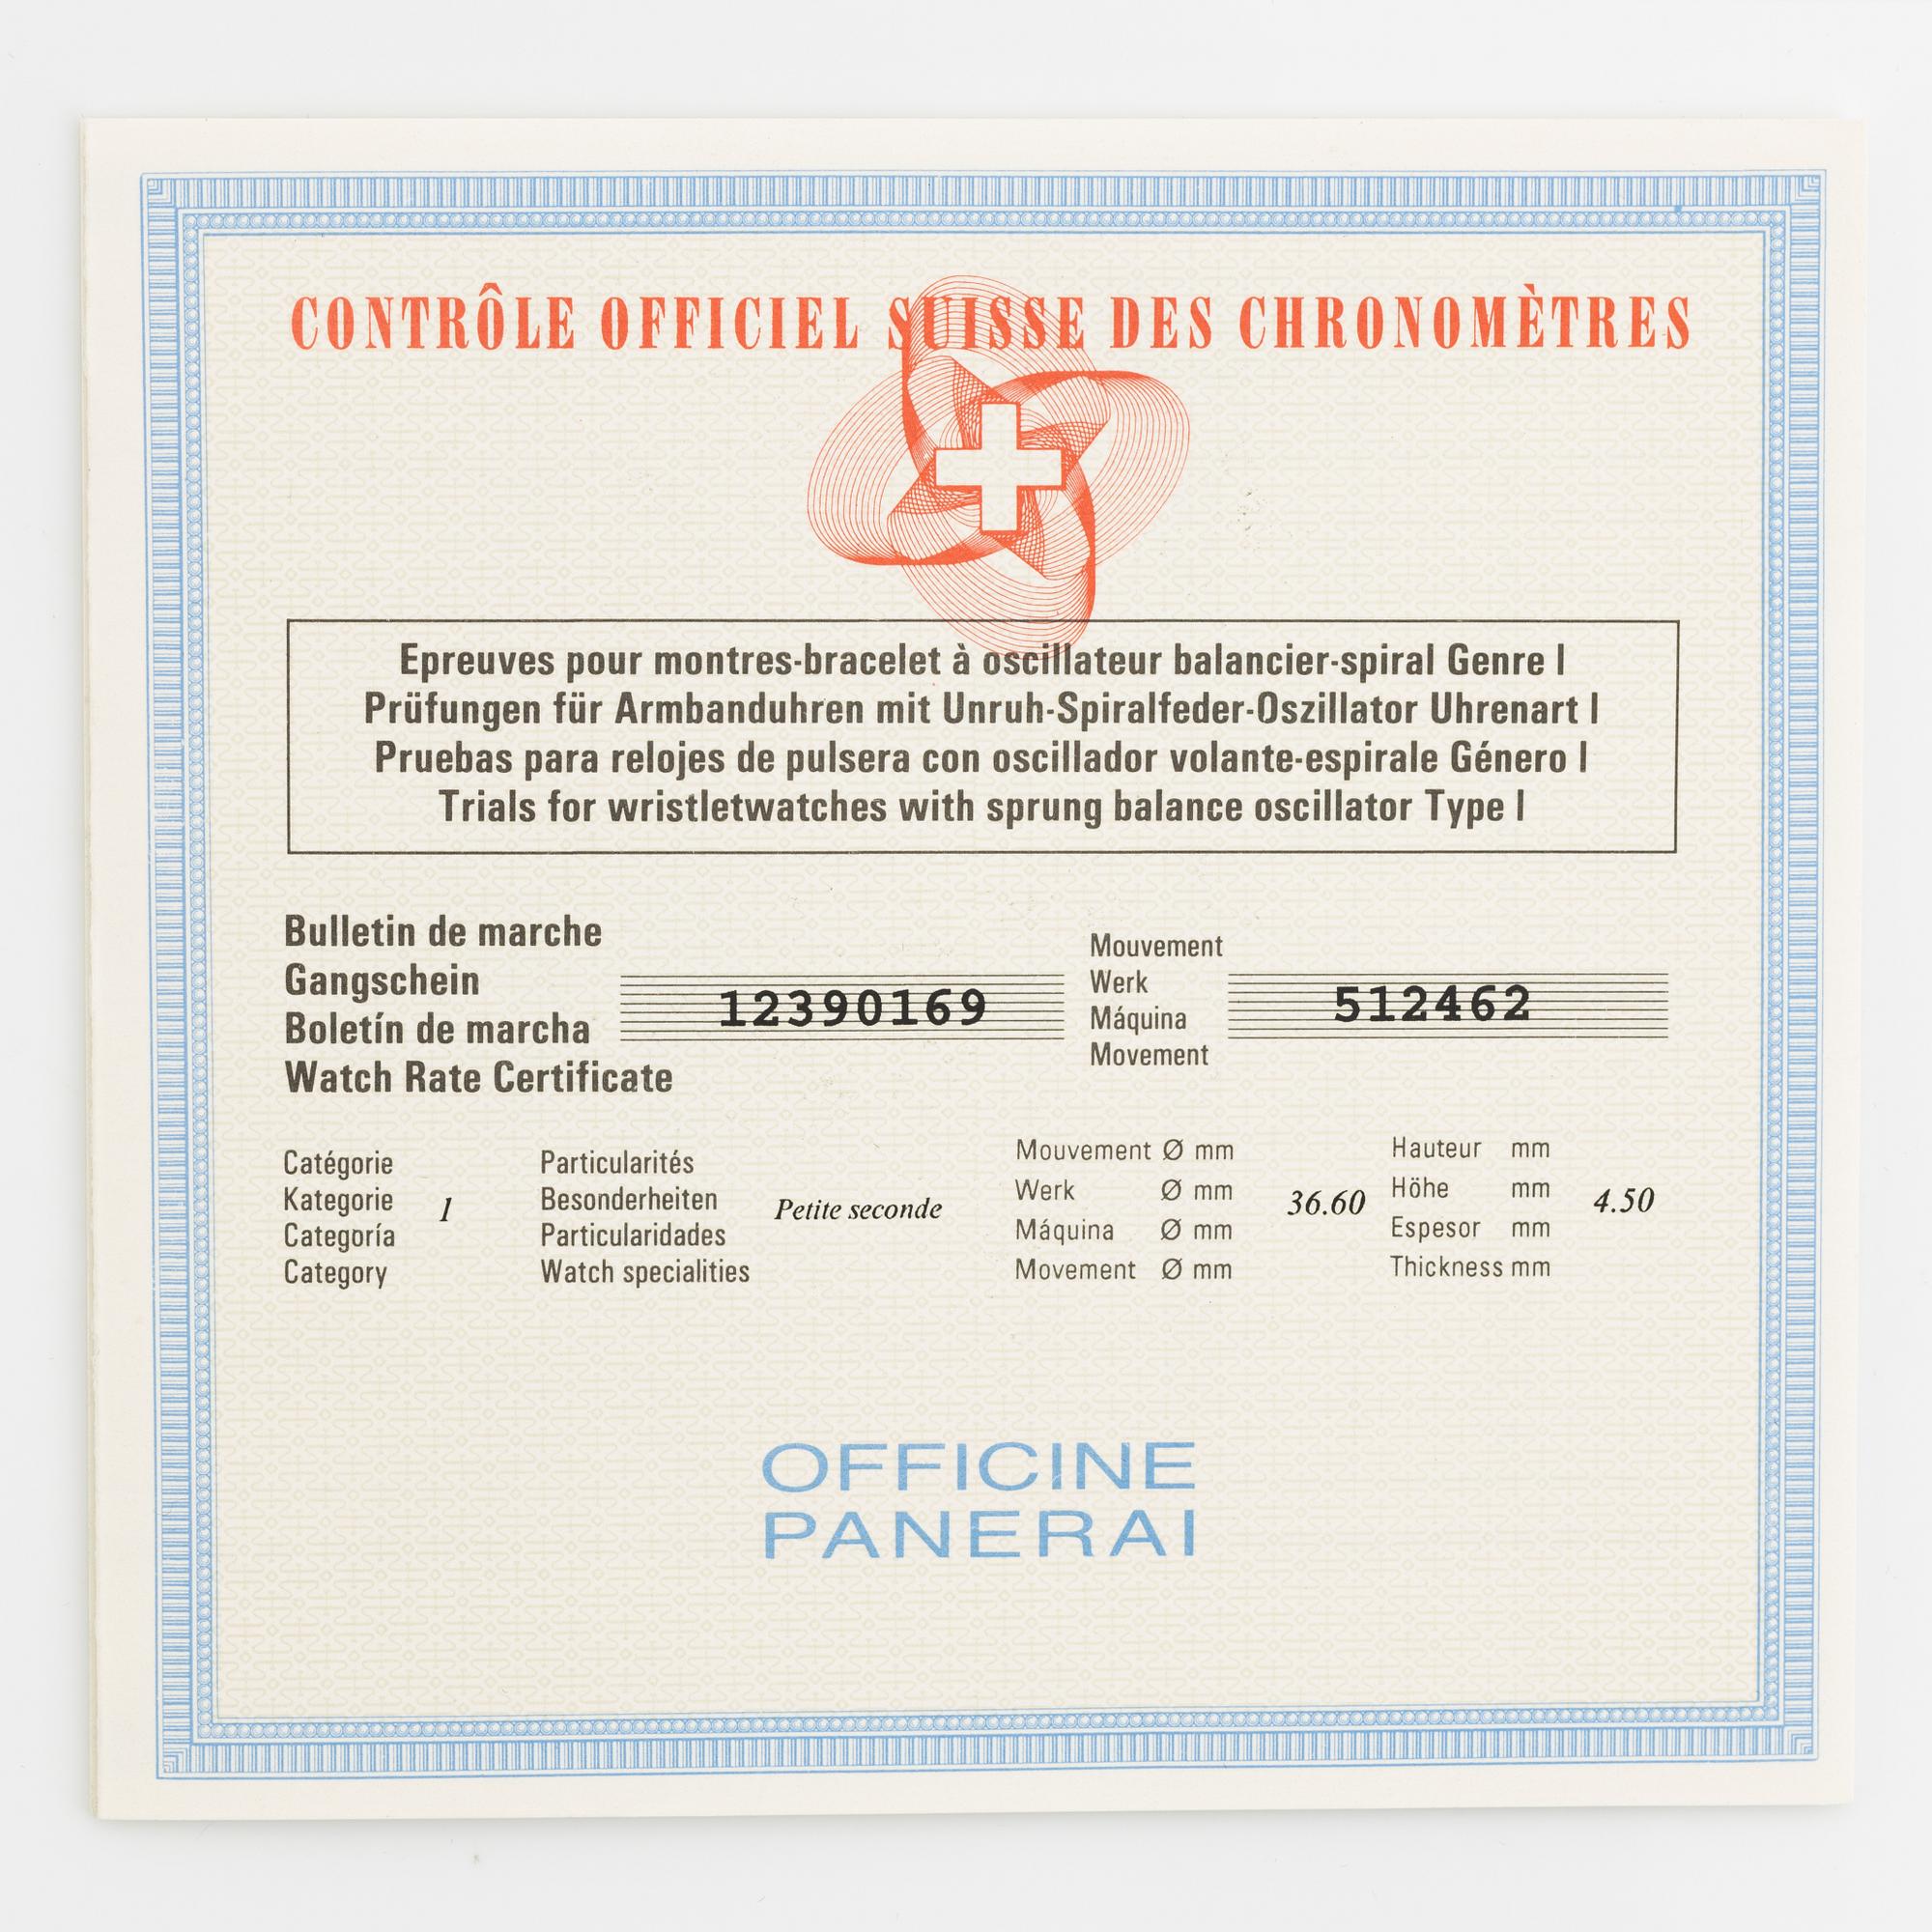 CONTRÔLE OFFICIEL SUISSE DES CHRONOMÈTRES
Epreuves pour montres-bracelet à oscillateur balancier-spiral Genre I
Prüfungen für Armbanduhren mit Unruh-Spiralfeder-Oszillator Uhrenart I
Pruebas para relojes de pulsera con oscillador volante-espirale Género I
Trials for wristletwatches with sprung balance oscillator Type I
Bulletin de marche
Gangschein
Boletín de marcha
Watch Rate Certificate
12390169
Mouvement
Werk
Máquina
Movement
512462
Catégorie
Kategorie
Categoría
Category
1
Particularités
Besonderheiten
Particularidades
Watch specialities
Petite seconde
Mouvement Ø mm
Werk Ø mm
Máquina Ø mm
Movement Ø mm
36.60
Hauteur mm
Höhe mm
Espesor mm
Thickness mm
4.50
OFFICINE
PANERAI